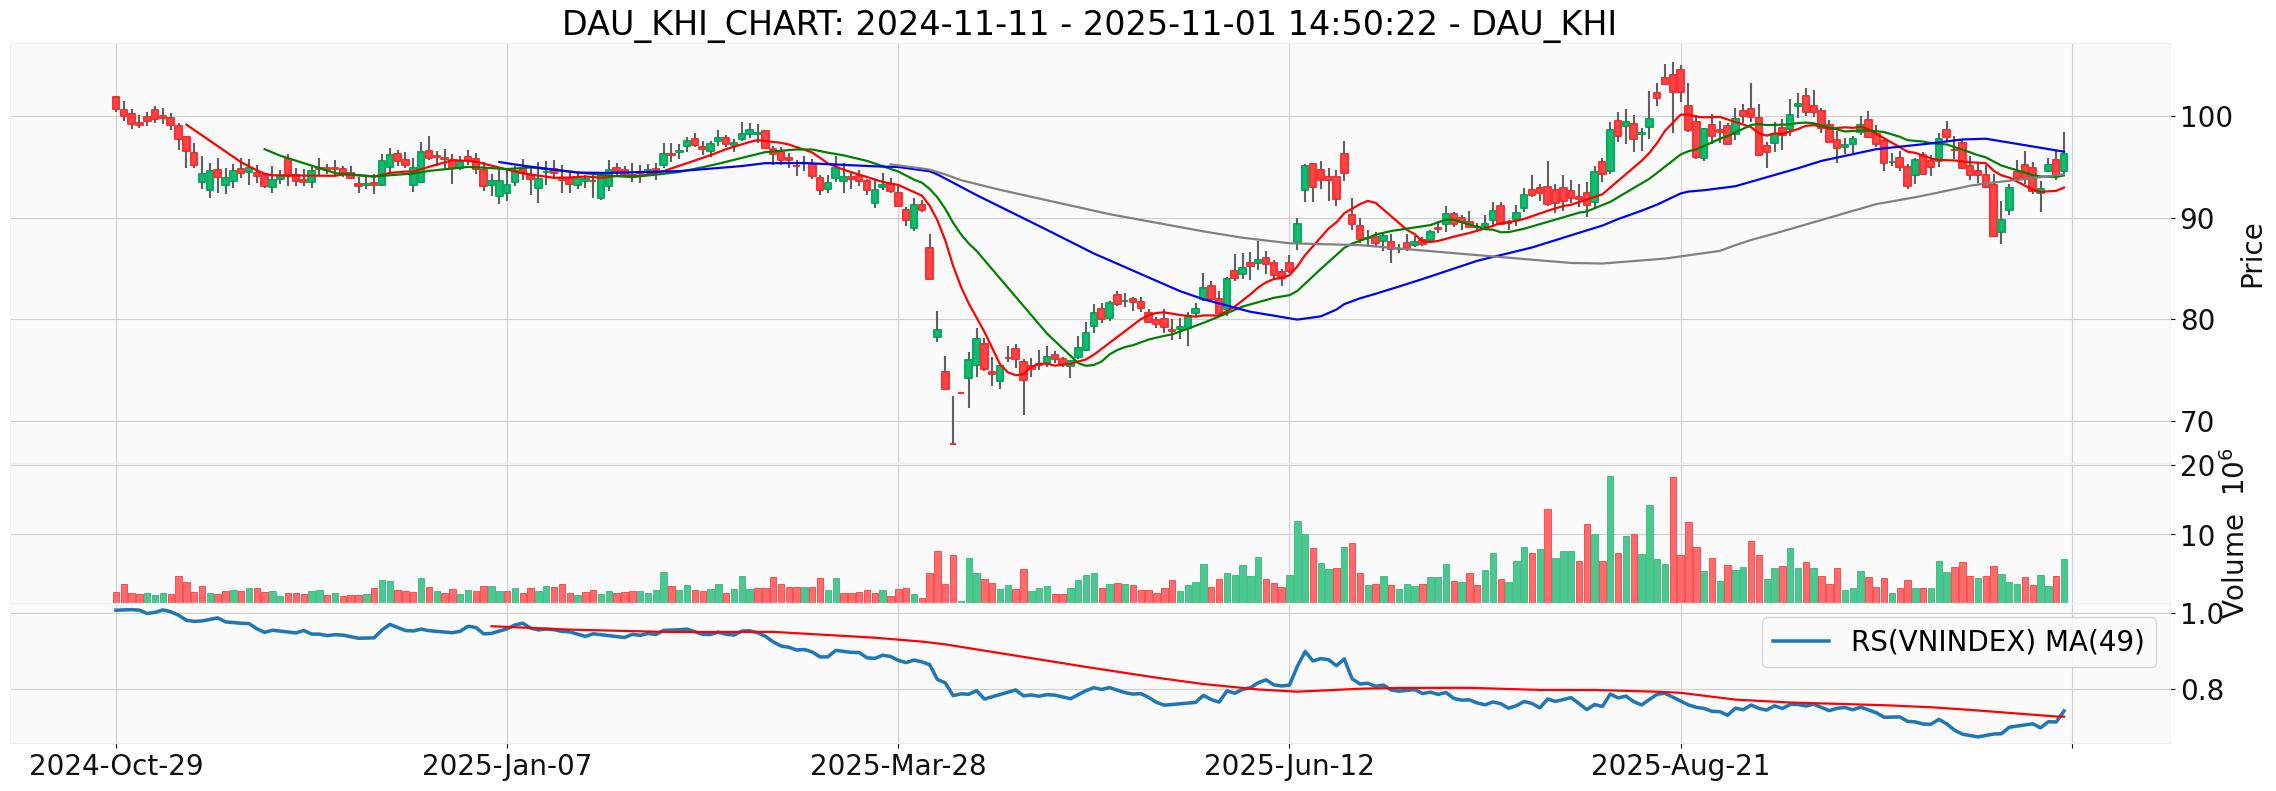 DAU_KHI_CHART: 2024-11-11 - 2025-11-01 14:50:22 - DAU_KHI
100
90
80
70
Price
20
10
Volume 10^6
1.0
0.8
RS(VNINDEX) MA(49)
2024-Oct-29
2025-Jan-07
2025-Mar-28
2025-Jun-12
2025-Aug-21